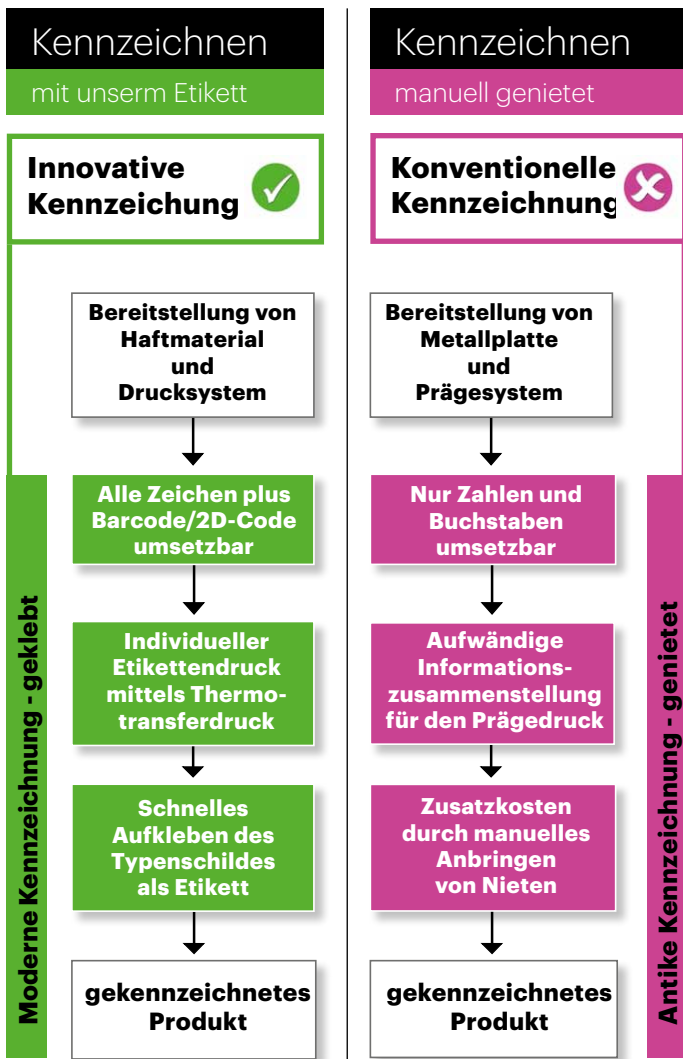 Kennzeichnen
mit unserm Etikett
Innovative
Kennzeichung
Bereitstellung von
Haftmaterial
und
Drucksystem
Alle Zeichen plus
Barcode/2D-Code
umsetzbar
Individueller
Etikettendruck
mittels Thermo-
transferdruck
Schnelles
Aufkleben des
Typenschildes
als Etikett
gekennzeichnetes
Produkt
Moderne Kennzeichnung - geklebt
Kennzeichnen
manuell genietet
Konventionelle
Kennzeichnung
Bereitstellung von
Metallplatte
und
Prägesystem
Nur Zahlen und
Buchstaben
umsetzbar
Aufwändige
Informations-
zusammenstellung
für den Prägedruck
Zusatzkosten
durch manuelles
Anbringen
von Nieten
gekennzeichnetes
Produkt
Antike Kennzeichnung - genietet